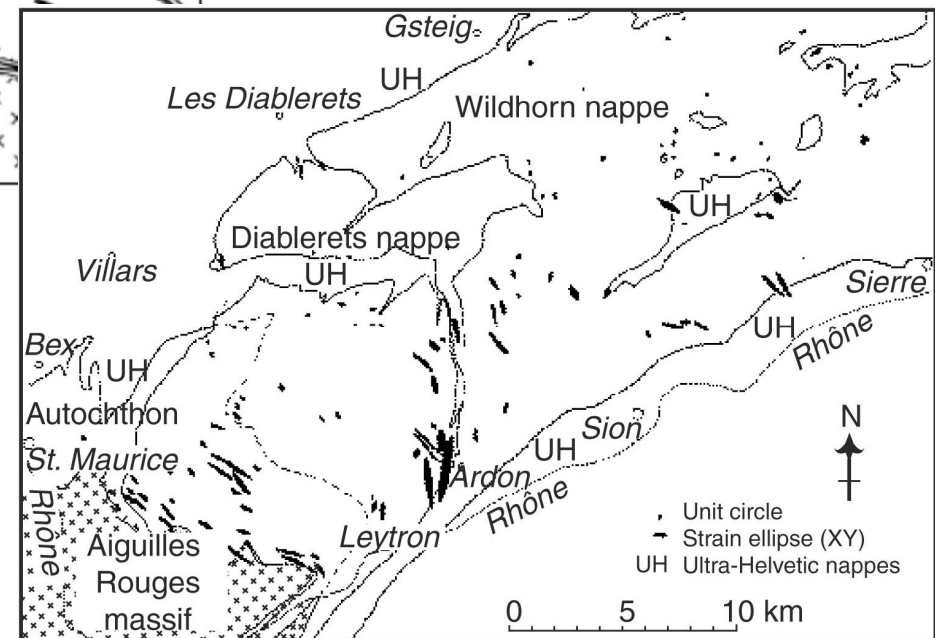 Gsteig
UH
Les Diablerets
Wildhorn nappe
UH
Diablerets nappe
Villars
UH
Sierre
Bex
UH
Rhône
UH
Autochthon
N
Sion
St. Maurice
UH
Ardon
Rhône
Rhône
Leytron
Unit circle
Strain ellipse (XY)
UH Ultra-Helvetic nappes
Aiguilles
Rouges
massif
0 5 10 km